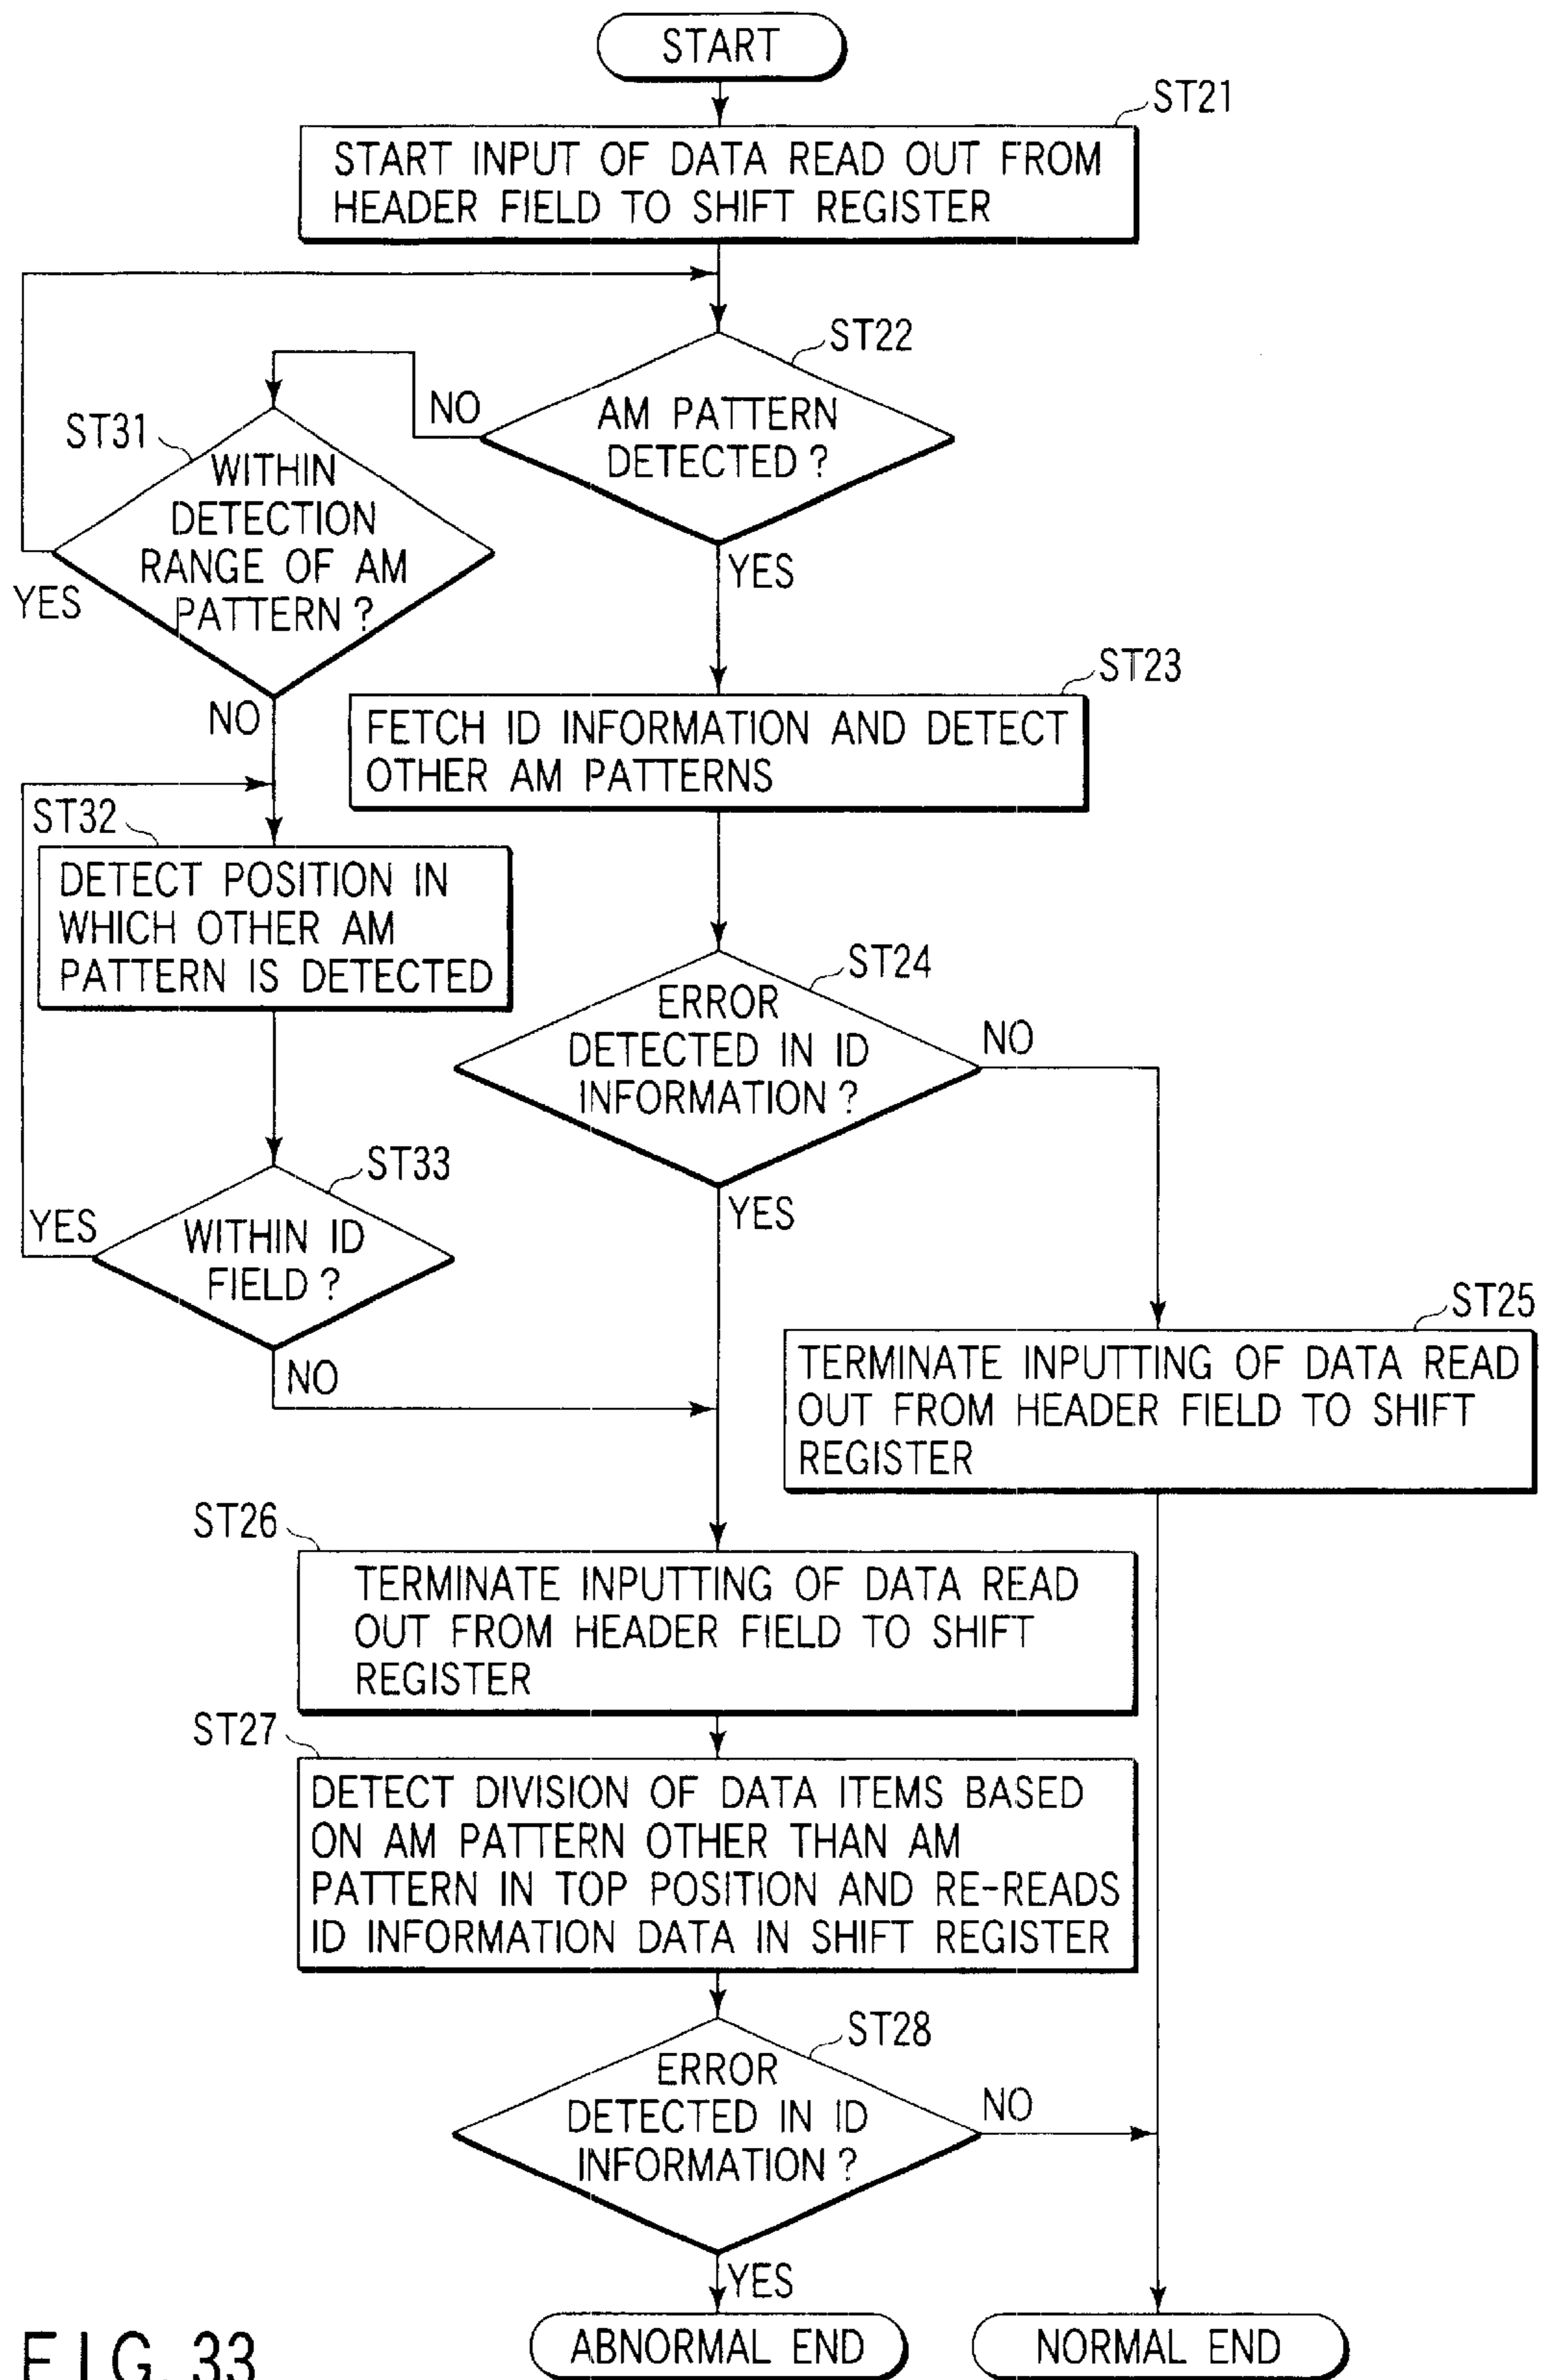 START
ST21
START INPUT OF DATA READ OUT FROM
HEADER FIELD TO SHIFT REGISTER
ST22
AM PATTERN
DETECTED?
NO
YES
ST31
WITHIN
DETECTION
RANGE OF AM
PATTERN?
YES
NO
ST23
FETCH ID INFORMATION AND DETECT
OTHER AM PATTERNS
ST32
DETECT POSITION IN
WHICH OTHER AM
PATTERN IS DETECTED
ST24
ERROR
DETECTED IN ID
INFORMATION?
NO
YES
ST33
WITHIN ID
FIELD?
YES
NO
ST25
TERMINATE INPUTTING OF DATA READ
OUT FROM HEADER FIELD TO SHIFT
REGISTER
ST26
TERMINATE INPUTTING OF DATA READ
OUT FROM HEADER FIELD TO SHIFT
REGISTER
ST27
DETECT DIVISION OF DATA ITEMS BASED
ON AM PATTERN OTHER THAN AM
PATTERN IN TOP POSITION AND RE-READS
ID INFORMATION DATA IN SHIFT REGISTER
ST28
ERROR
DETECTED IN ID
INFORMATION?
NO
YES
ABNORMAL END
NORMAL END
FIG. 33